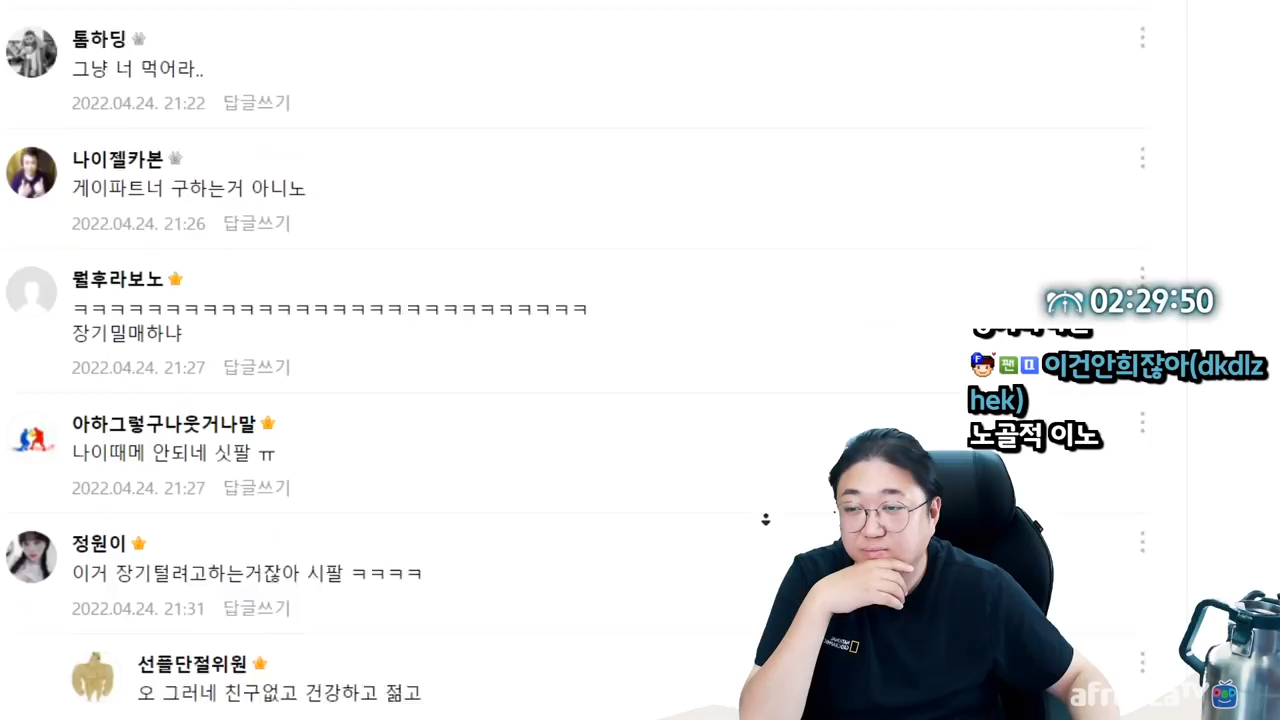 톰하딩
그냥 너 먹어라..
2022.04.24. 21:22 답글쓰기
나이젤카본
게이파트너 구하는거 아니노
2022.04.24. 21:26 답글쓰기
뭘후라보노
ㅋㅋㅋㅋㅋㅋㅋㅋㅋㅋㅋㅋㅋㅋㅋㅋㅋㅋㅋㅋㅋㅋㅋㅋㅋㅋㅋㅋ
장기밀매하냐
2022.04.24. 21:27 답글쓰기
02:29:50
팬
이건안희잖아(dkdlz
hek)
노골적 이노
아하그렇구나웃거나말
나이때메 안되네 싯팔 ㅠ
2022.04.24. 21:27 답글쓰기
정원이
이거 장기털려고하는거잖아 시팔 ㅋㅋㅋㅋ
2022.04.24. 21:31 답글쓰기
선플단절위원
오 그러네 친구없고 건강하고 젊고